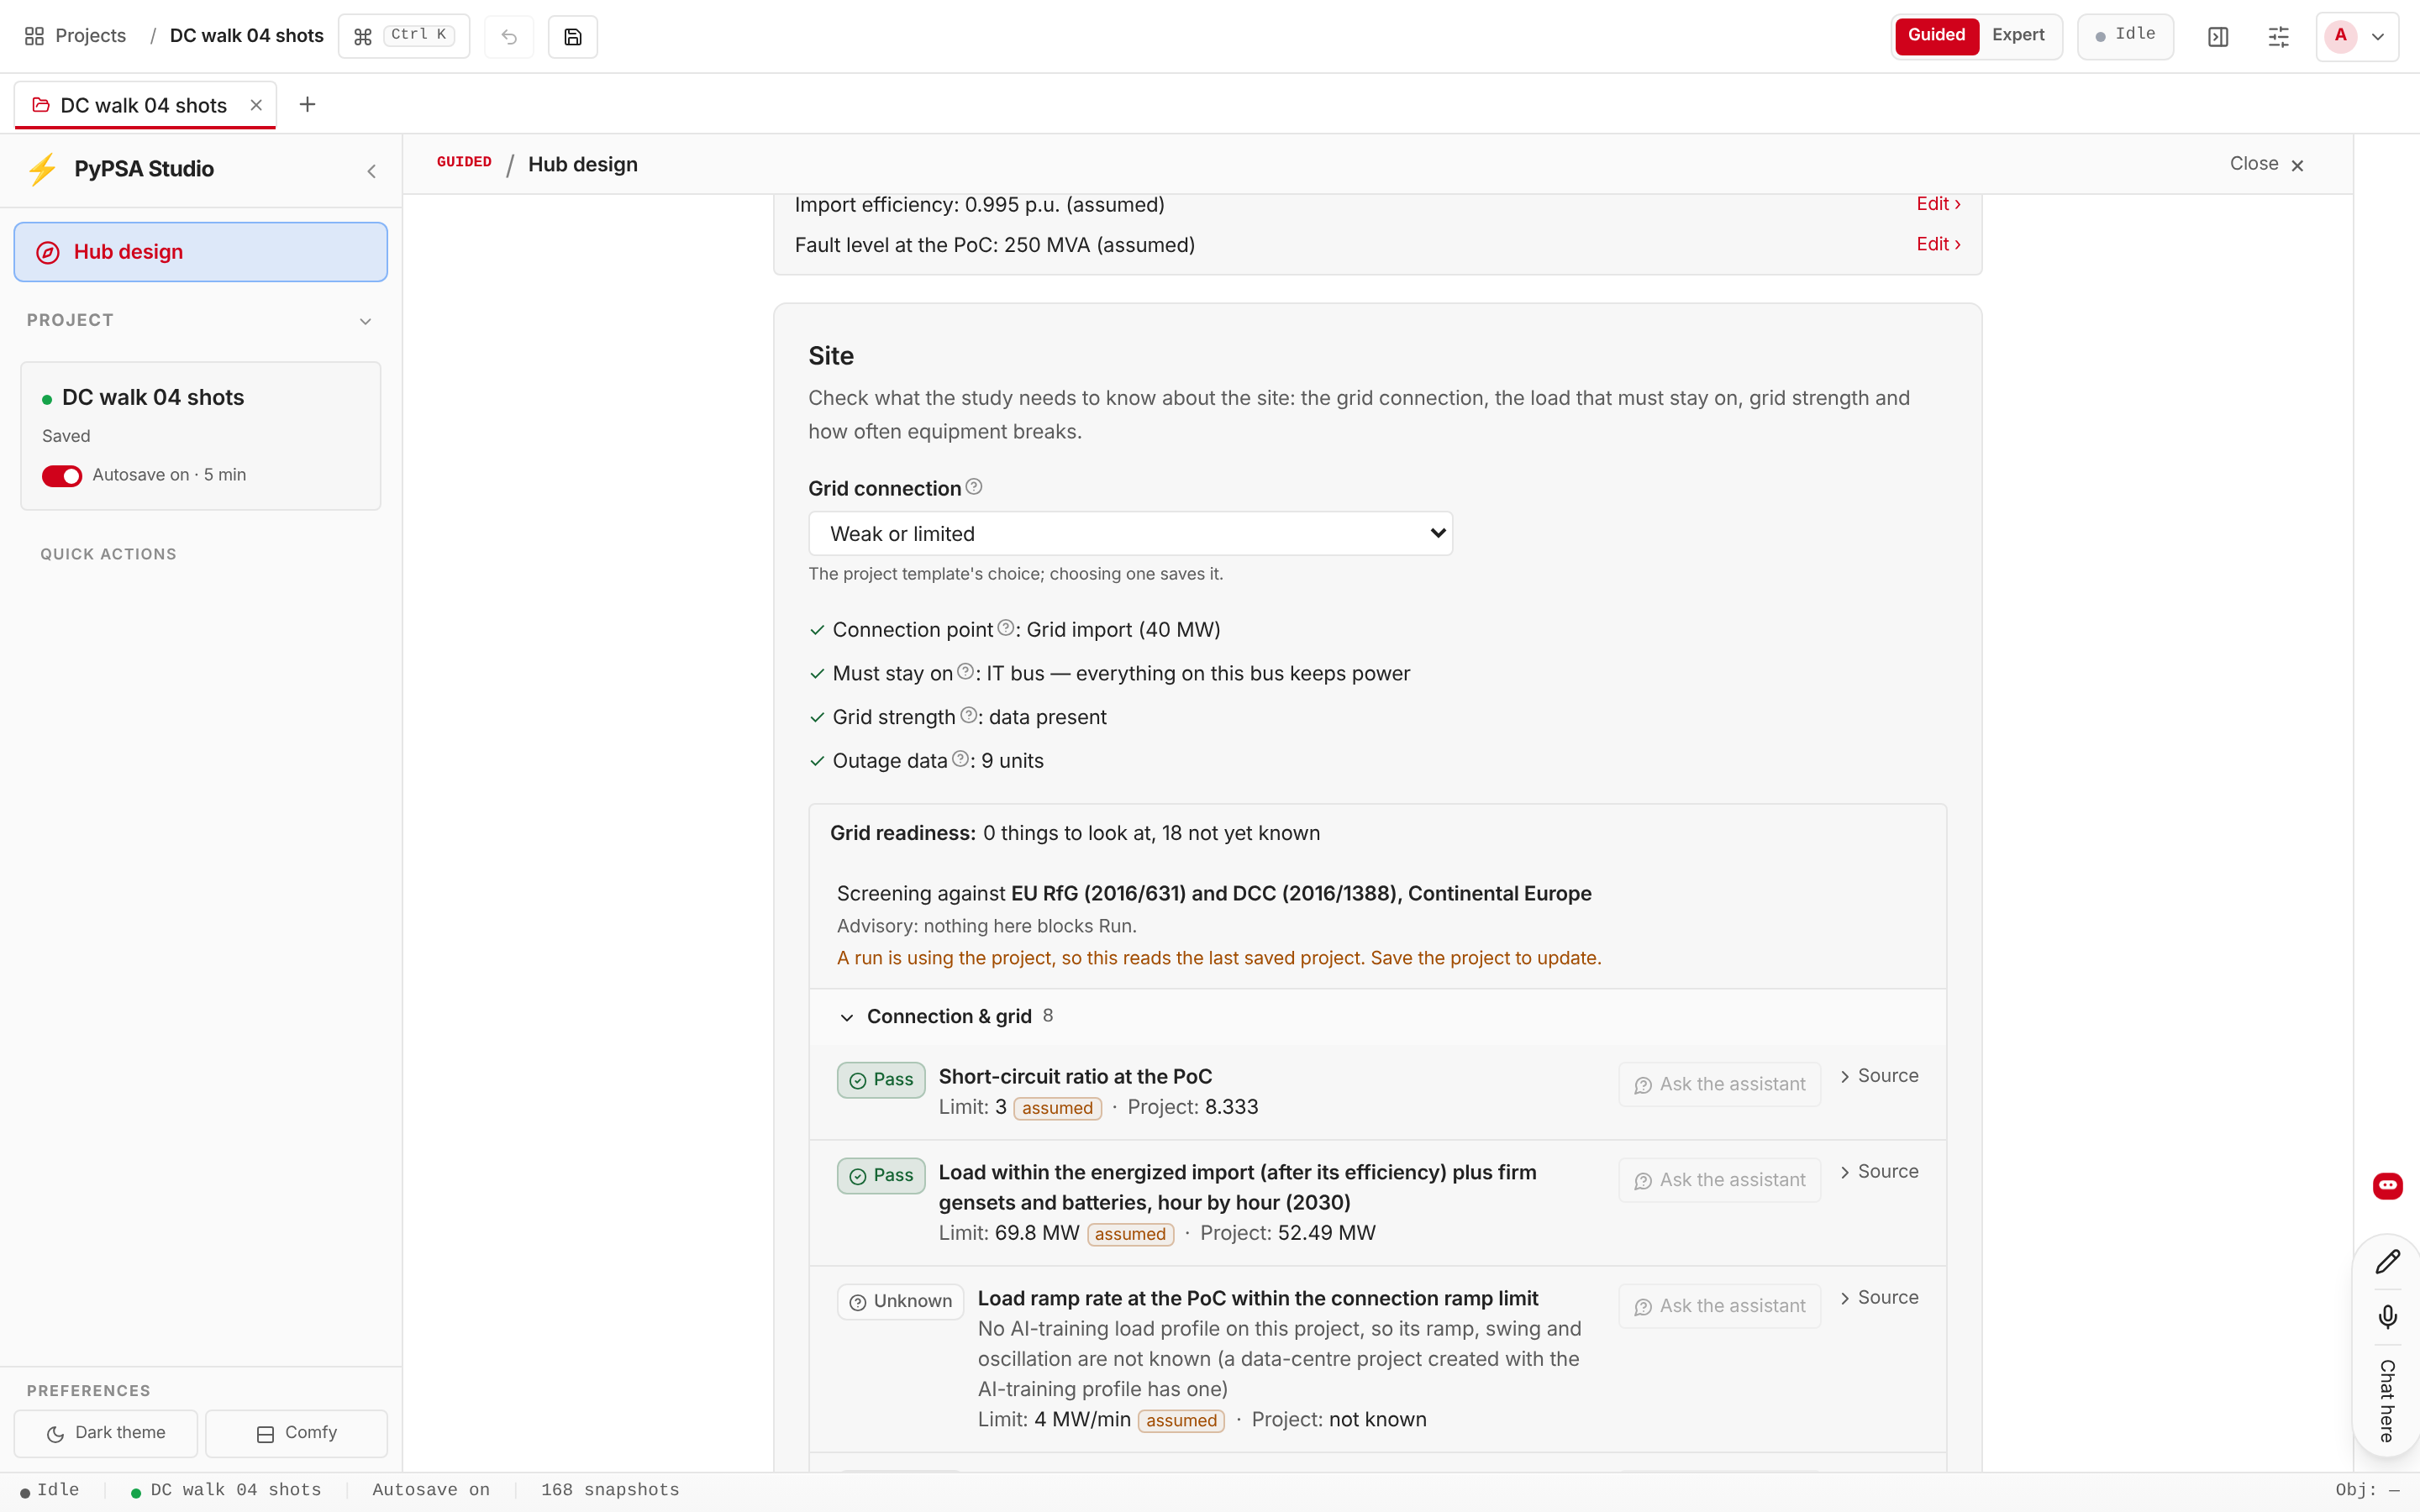 Projects / DC walk 04 shots Ctrl K
Guided Expert Idle A
DC walk 04 shots
PyPSA Studio
GUIDED / Hub design Close
Hub design
PROJECT
DC walk 04 shots
Saved
Autosave on · 5 min
QUICK ACTIONS
Import efficiency: 0.995 p.u. (assumed) Edit ›
Fault level at the PoC: 250 MVA (assumed) Edit ›
Site
Check what the study needs to know about the site: the grid connection, the load that must stay on, grid strength and
how often equipment breaks.
Grid connection
Weak or limited
The project template's choice; choosing one saves it.
Connection point: Grid import (40 MW)
Must stay on: IT bus — everything on this bus keeps power
Grid strength: data present
Outage data: 9 units
Grid readiness: 0 things to look at, 18 not yet known
Screening against EU RfG (2016/631) and DCC (2016/1388), Continental Europe
Advisory: nothing here blocks Run.
A run is using the project, so this reads the last saved project. Save the project to update.
Connection & grid 8
Pass Short-circuit ratio at the PoC Ask the assistant Source
Limit: 3 assumed · Project: 8.333
Pass Load within the energized import (after its efficiency) plus firm Ask the assistant Source
gensets and batteries, hour by hour (2030)
Limit: 69.8 MW assumed · Project: 52.49 MW
Unknown Load ramp rate at the PoC within the connection ramp limit Ask the assistant Source
No AI-training load profile on this project, so its ramp, swing and
oscillation are not known (a data-centre project created with the
AI-training profile has one)
Limit: 4 MW/min assumed · Project: not known
Chat here
PREFERENCES
Dark theme Comfy
Idle DC walk 04 shots Autosave on 168 snapshots Obj: —